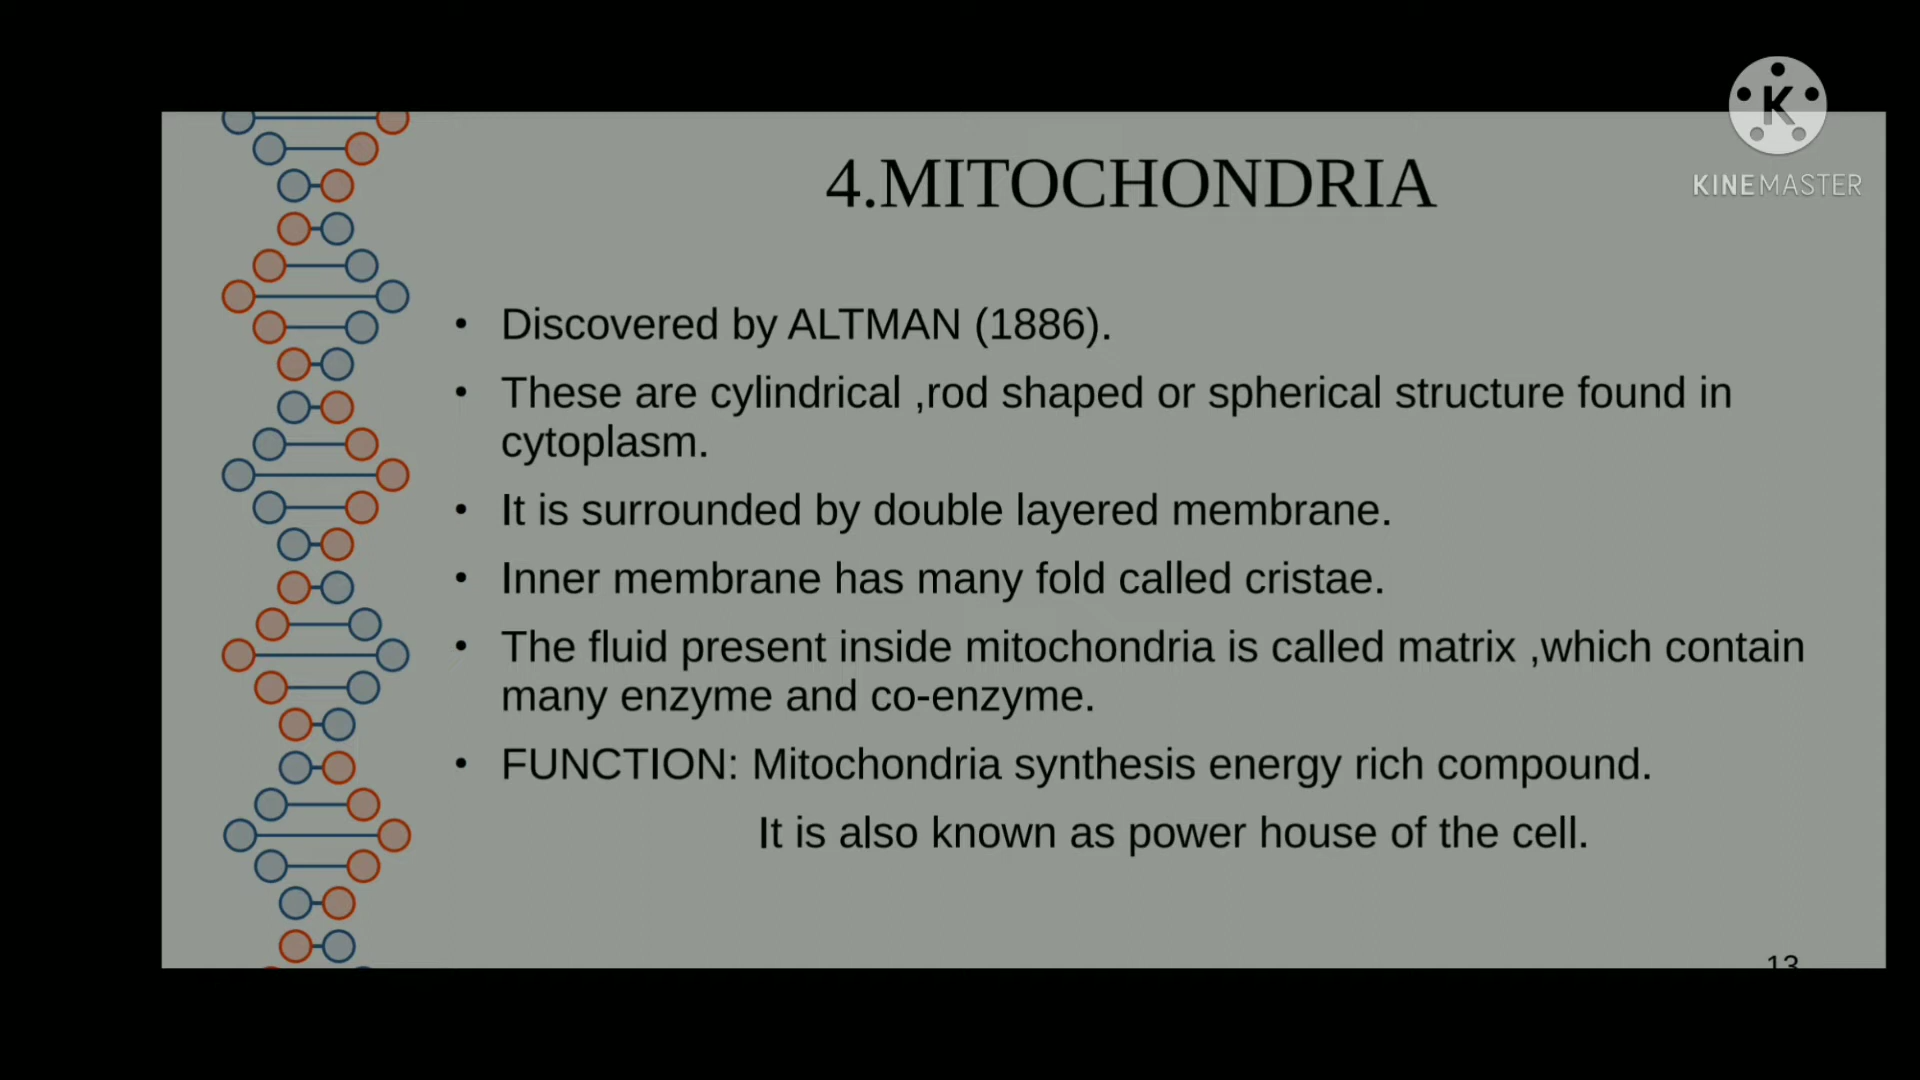 K
KINEMASTER
4.MITOCHONDRIA
• Discovered by ALTMAN (1886).
• These are cylindrical ,rod shaped or spherical structure found in
cytoplasm.
• It is surrounded by double layered membrane.
• Inner membrane has many fold called cristae.
• The fluid present inside mitochondria is called matrix ,which contain
many enzyme and co-enzyme.
• FUNCTION: Mitochondria synthesis energy rich compound.
It is also known as power house of the cell.
13